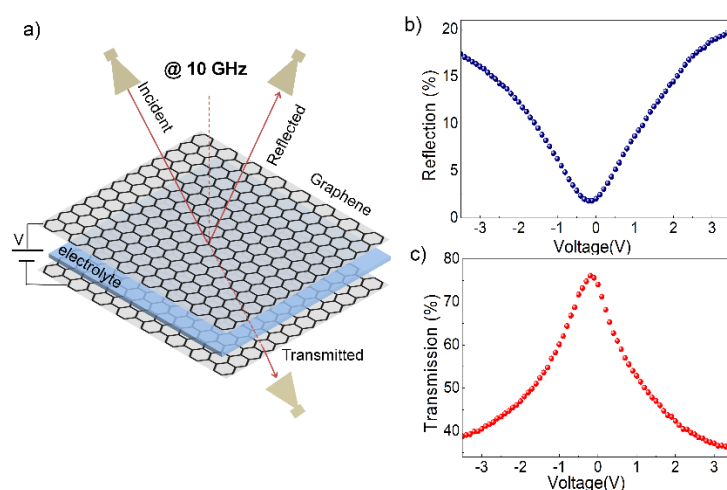 a)
@ 10 GHz
Incident
Reflected
Graphene
V
electrolyte
Transmitted
b)
20
15
10
5
0
Reflection (%)
-3 -2 -1 0 1 2 3
Voltage(V)
c)
80
70
60
50
40
Transmission (%)
-3 -2 -1 0 1 2 3
Voltage(V)